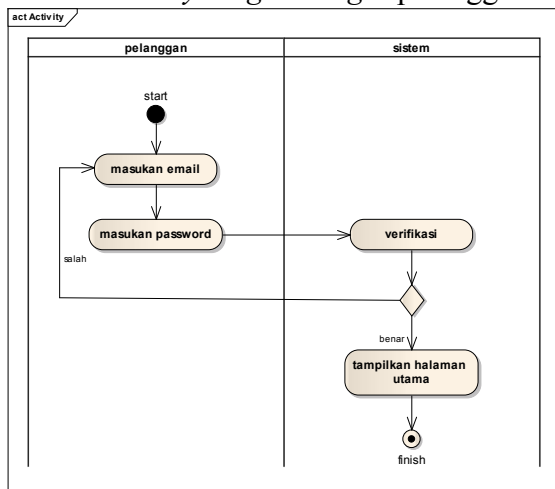 act Activity
pelanggan
sistem
start
masukan email
masukan password
verifikasi
salah
benar
tampilkan halaman
utama
finish